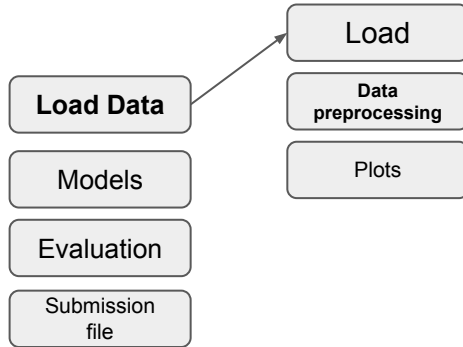 Load Data
Models
Evaluation
Submission
file
Load
Data
preprocessing
Plots